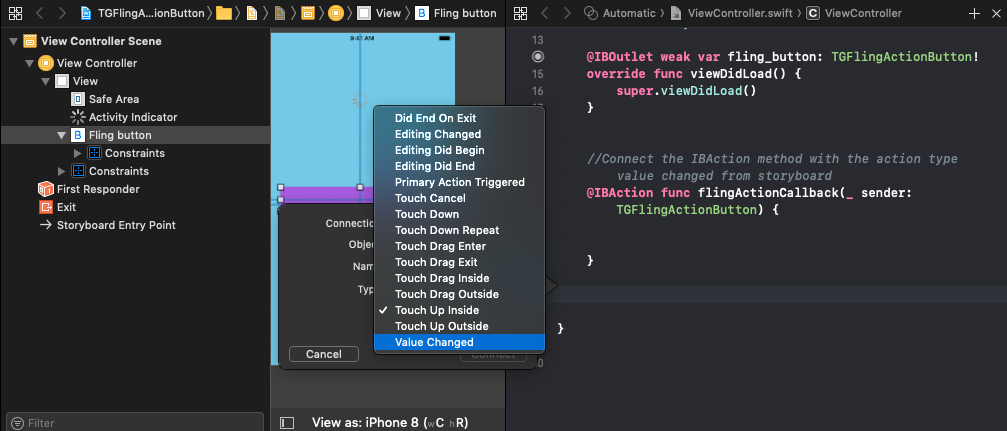 TGFlingA...ionButton
View
Fling button
Automatic
ViewController.swift
C
ViewController
View Controller Scene
View Controller
View
Safe Area
Activity Indicator
B
Fling button
Constraints
Constraints
First Responder
Exit
Storyboard Entry Point
Filter
9:41 AM
Connectio
Objec
Nam
Typ
Cancel
Connect
Did End On Exit
Editing Changed
Editing Did Begin
Editing Did End
Primary Action Triggered
Touch Cancel
Touch Down
Touch Down Repeat
Touch Drag Enter
Touch Drag Exit
Touch Drag Inside
Touch Drag Outside
✓ Touch Up Inside
Touch Up Outside
Value Changed
View as: iPhone 8 (wC hR)
13
@IBOutlet weak var fling_button: TGFlingActionButton!
15 override func viewDidLoad() {
16 super.viewDidLoad()
17 }
//Connect the IBAction method with the action type
value changed from storyboard
@IBAction func flingActionCallback(_ sender:
TGFlingActionButton) {
}
}